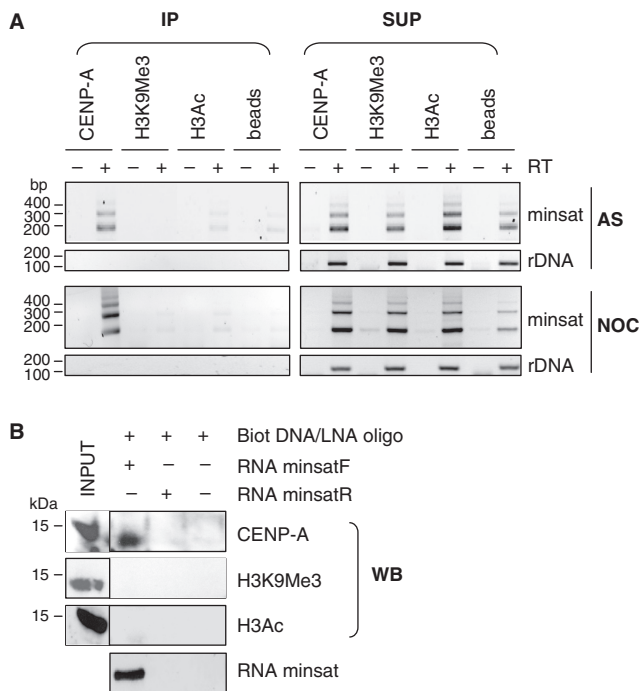 A
IP SUP
CENP-A H3K9Me3 H3Ac beads CENP-A H3K9Me3 H3Ac beads
– + – + – + – + – + – + – + – + RT
bp
400
300
200
minsat
200
100
rDNA
AS
400
300
200
minsat
200
100
rDNA
NOC
B
INPUT
+ + + Biot DNA/LNA oligo
+ – – RNA minsatF
– + – RNA minsatR
kDa
15 CENP-A
15 H3K9Me3
15 H3Ac
WB
RNA minsat